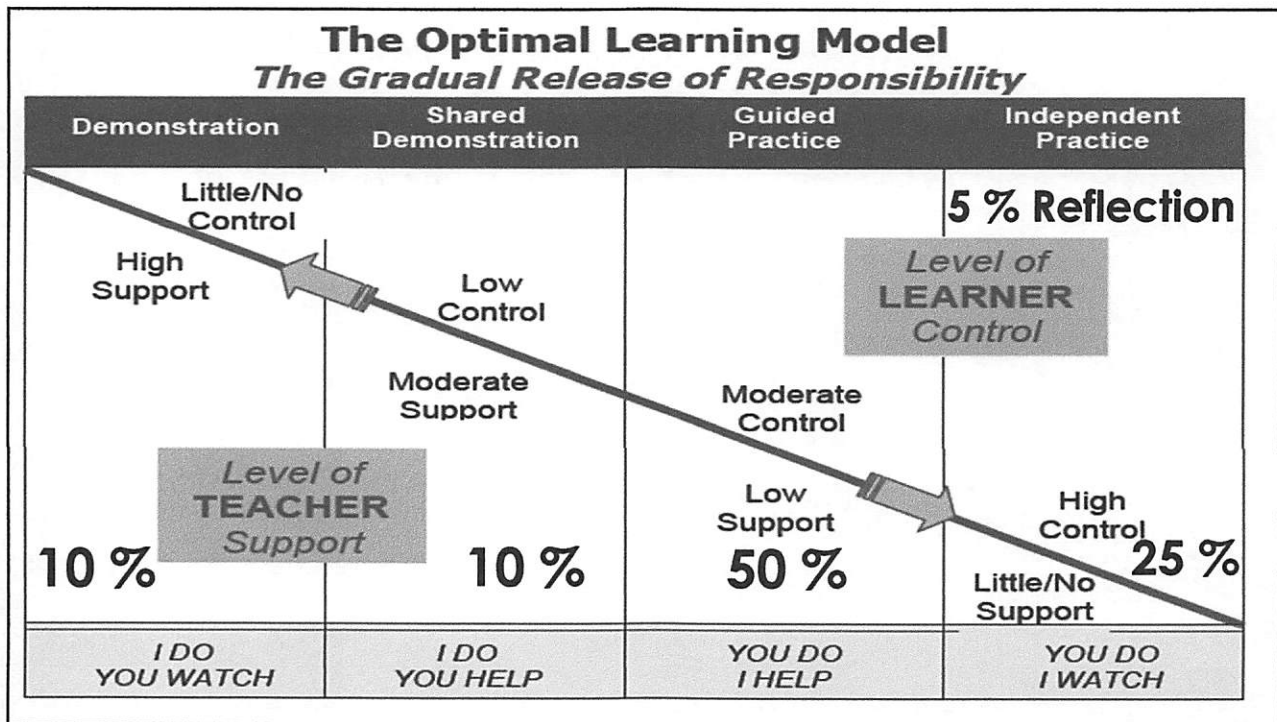 The Optimal Learning Model
The Gradual Release of Responsibility
Demonstration
Shared
Demonstration
Guided
Practice
Independent
Practice
Little/No
Control
High
Support
Low
Control
Moderate
Support
Moderate
Control
Low
Support
High
Control
Little/No
Support
5 % Reflection
Level of
LEARNER
Control
Level of
TEACHER
Support
10 %
10 %
50 %
25 %
I DO
YOU WATCH
I DO
YOU HELP
YOU DO
I HELP
YOU DO
I WATCH